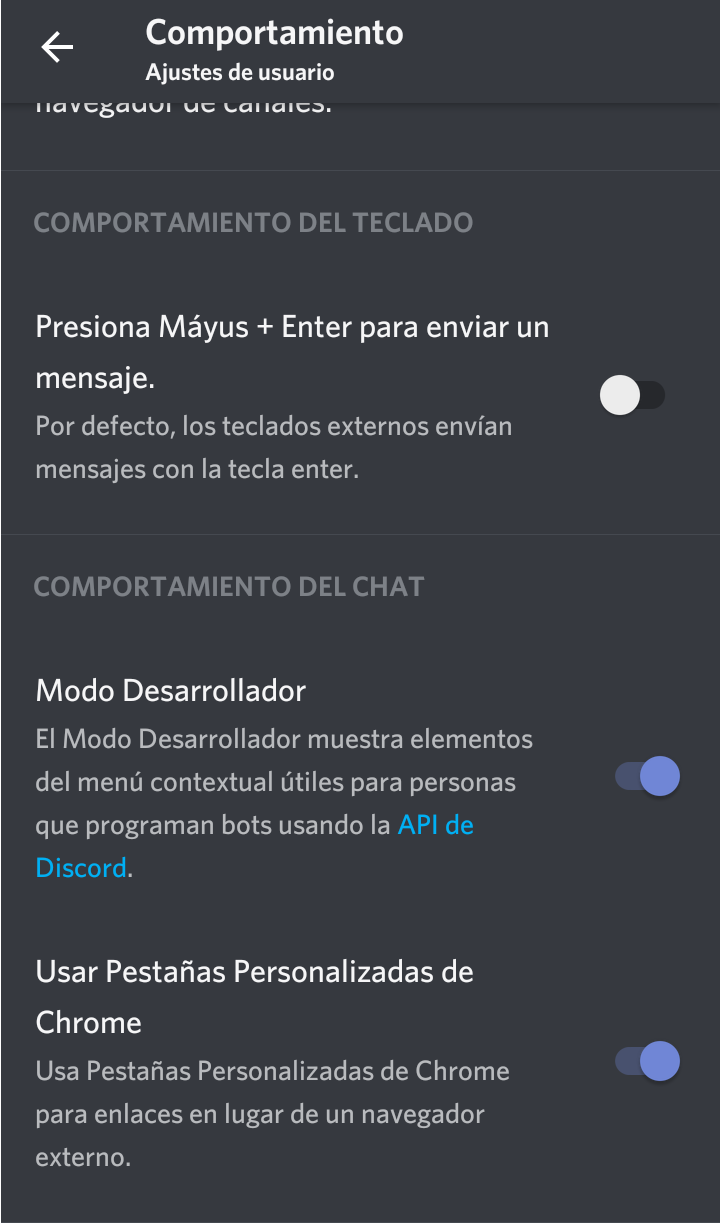 Comportamiento
Ajustes de usuario
navegador de canales.
COMPORTAMIENTO DEL TECLADO
Presiona Máyus + Enter para enviar un
mensaje.
Por defecto, los teclados externos envían
mensajes con la tecla enter.
COMPORTAMIENTO DEL CHAT
Modo Desarrollador
El Modo Desarrollador muestra elementos
del menú contextual útiles para personas
que programan bots usando la API de
Discord.
Usar Pestañas Personalizadas de
Chrome
Usa Pestañas Personalizadas de Chrome
para enlaces en lugar de un navegador
externo.